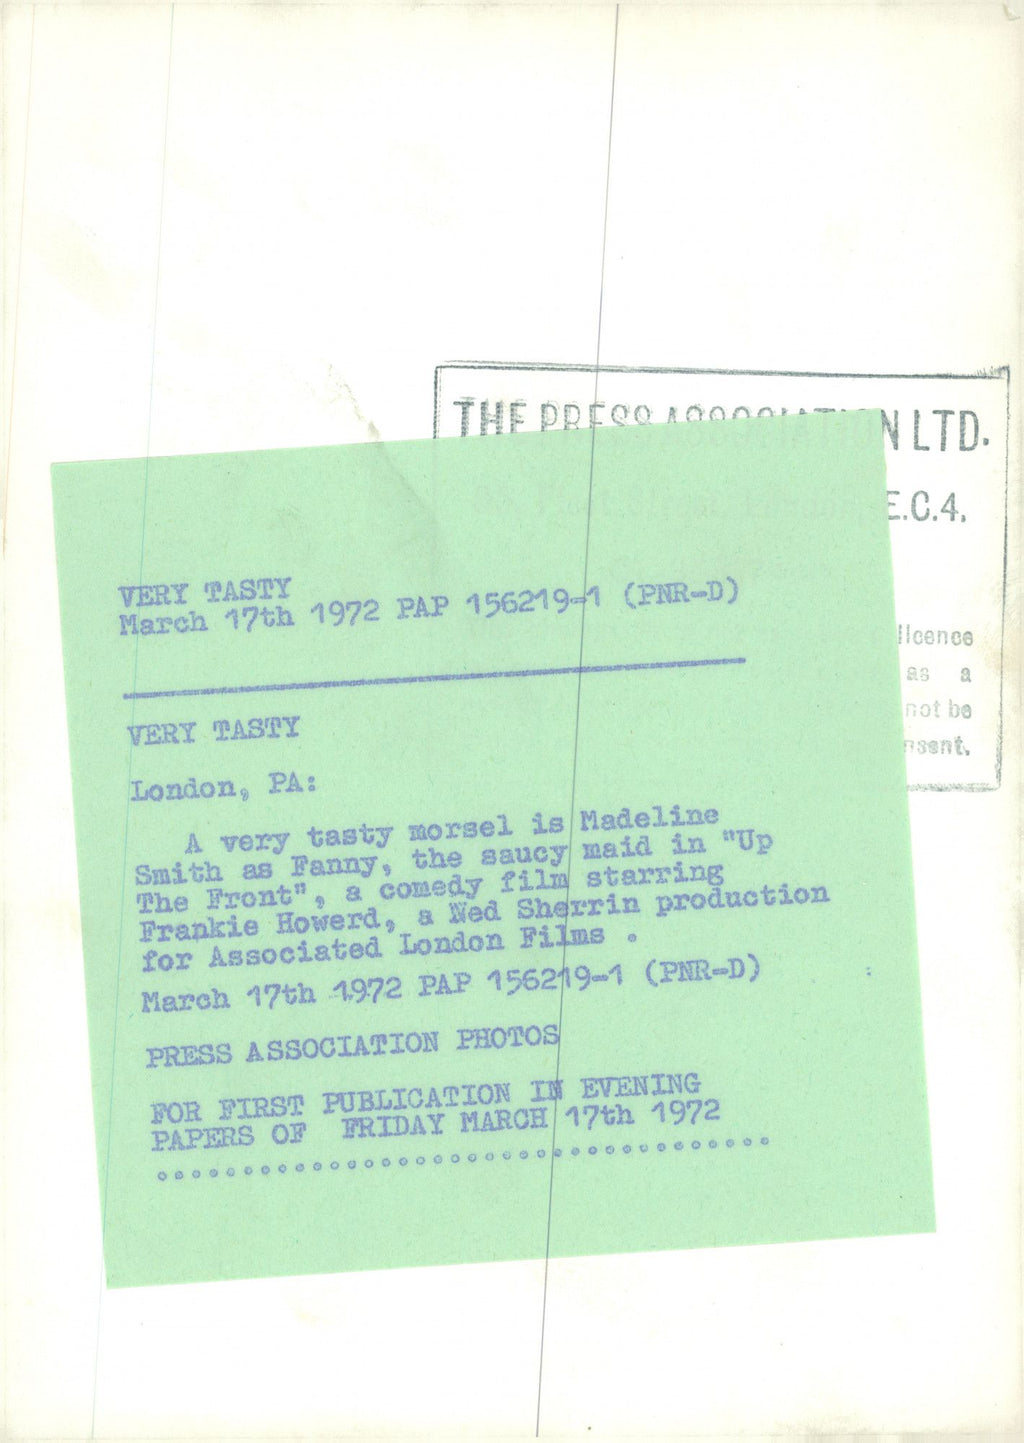 THE PRESS ASSOCIATION LTD.
E.C.4.
licence
as a
not be
VERY TASTY
March 17th 1972 PAP 156219-1 (PNR-D)
VERY TASTY
London, PA:
A very tasty morsel is Madeline
Smith as Fanny, the saucy maid in "Up
The Front", a comedy film starring
Frankie Howerd, a Ned Sherrin production
for Associated London Films .
March 17th 1972 PAP 156219-1 (PNR-D)
PRESS ASSOCIATION PHOTOS
FOR FIRST PUBLICATION IN EVENING
PAPERS OF FRIDAY MARCH 17th 1972